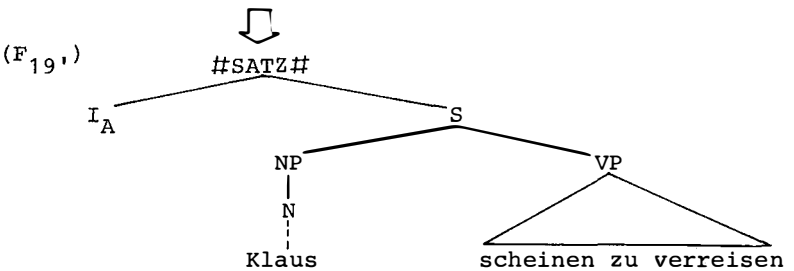 (F19')
#SATZ#
IA S
NP VP
N
Klaus scheinen zu verreisen